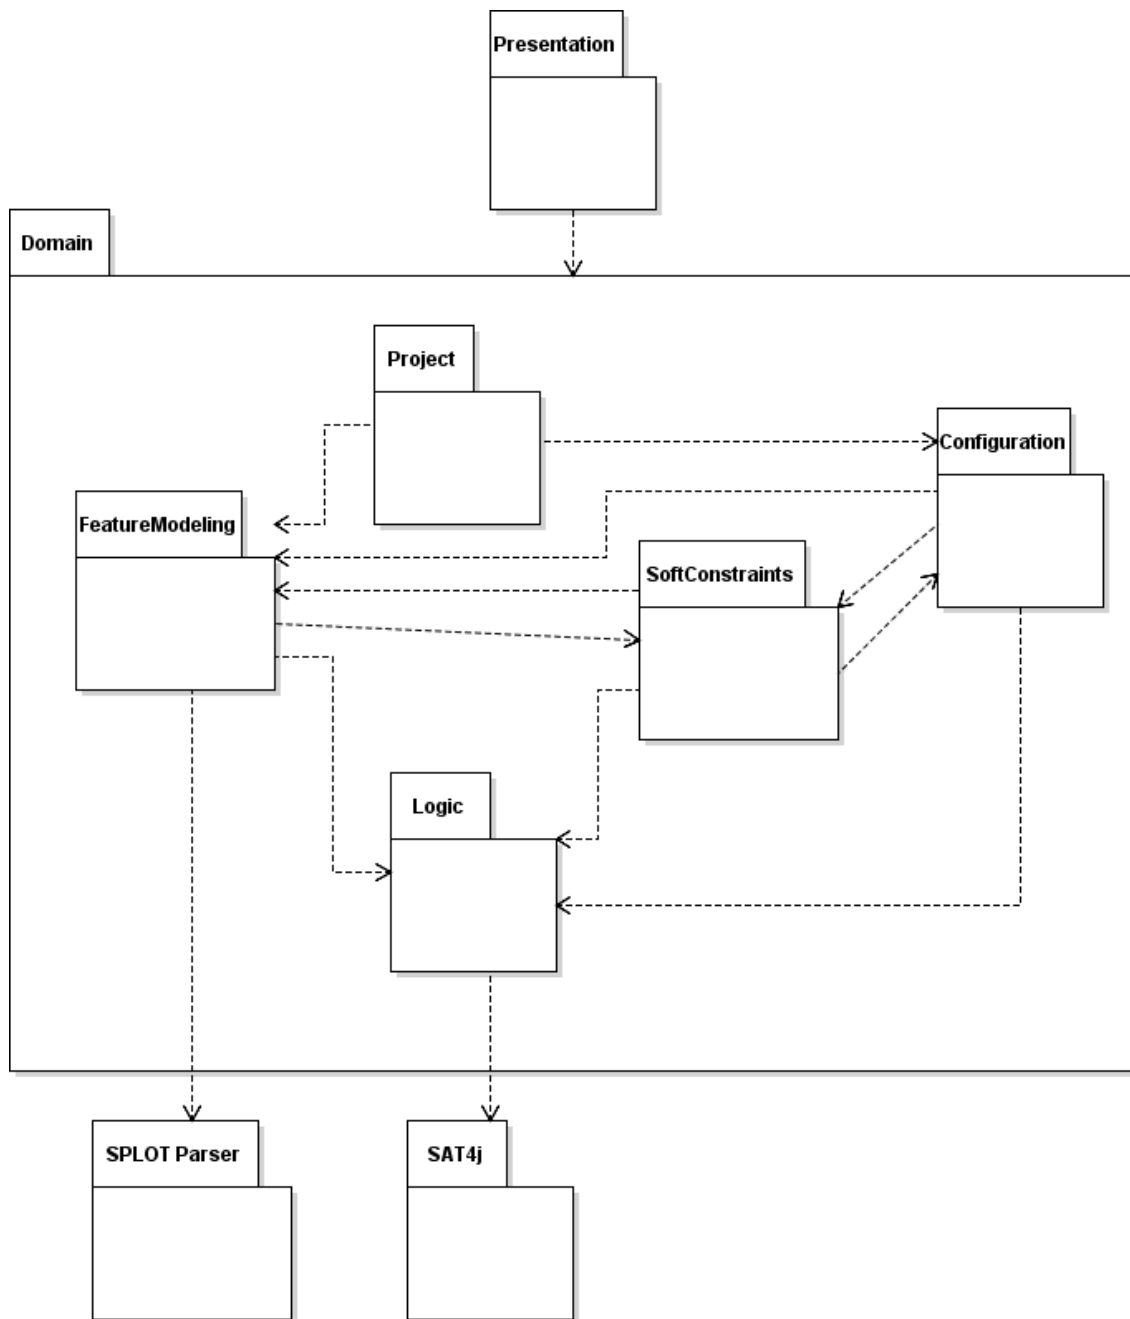 Presentation
Domain
Project
Configuration
FeatureModeling
SoftConstraints
Logic
SPLOT Parser
SAT4j